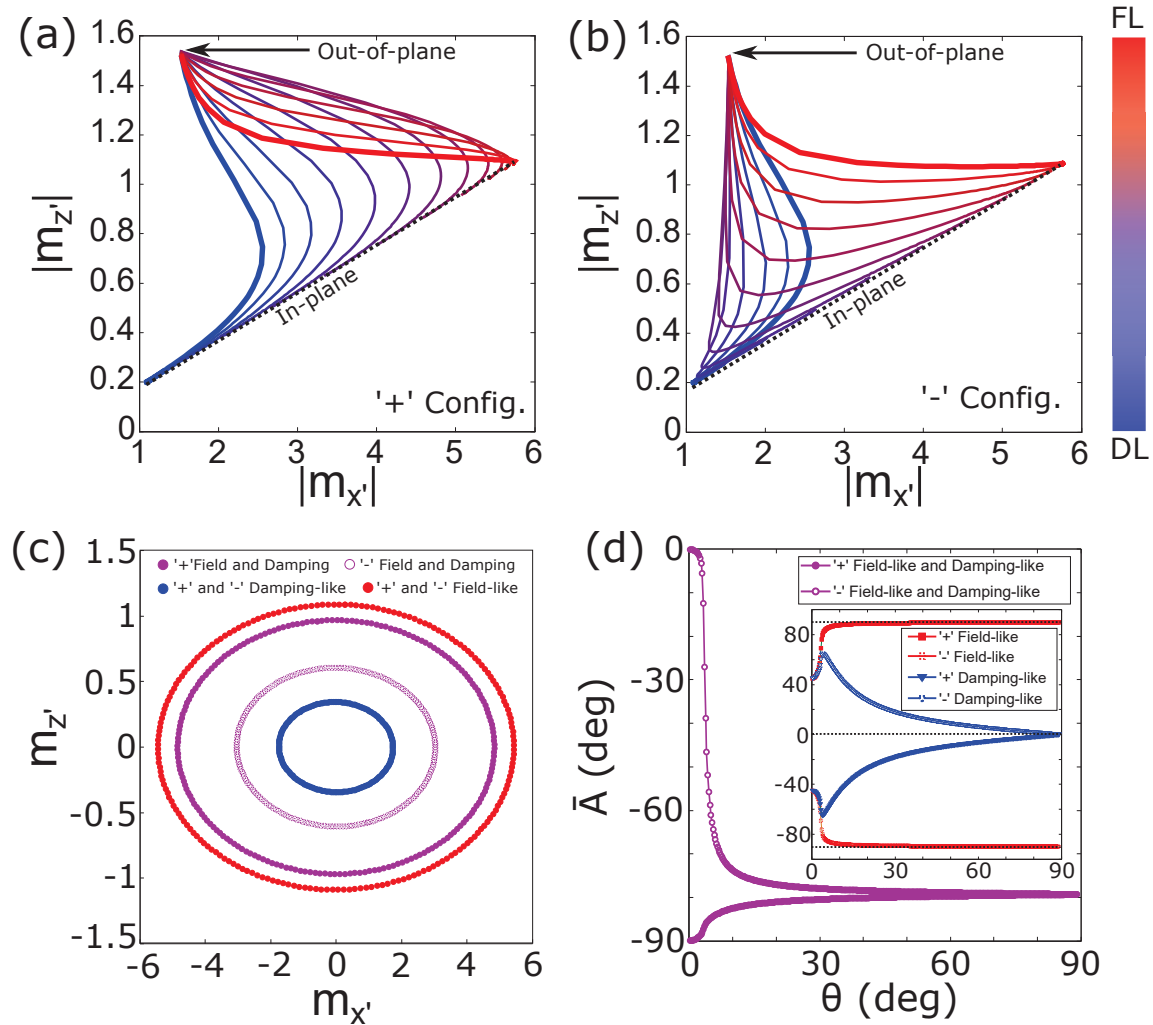 (a)
1.6
1.4
1.2
1
0.8
0.6
0.4
0.2
0
|mz'|
Out-of-plane
In-plane
'+' Config.
1 2 3 4 5 6
|mx'|
(b)
1.6
1.4
1.2
1
0.8
0.6
0.4
0.2
0
|mz'|
Out-of-plane
In-plane
'-' Config.
1 2 3 4 5 6
|mx'|
FL
DL
(c)
1.5
1
0.5
0
-0.5
-1
-1.5
mz'
'+'Field and Damping '-' Field and Damping
'+' and '-' Damping-like '+' and '-' Field-like
-6 -4 -2 0 2 4 6
mx'
(d)
0
-30
-60
-90
Ā (deg)
'+' Field-like and Damping-like
'-' Field-like and Damping-like
80
40
0
-40
-80
'+' Field-like
'-' Field-like
'+' Damping-like
'-' Damping-like
0 30 60 90
0 30 60 90
θ (deg)